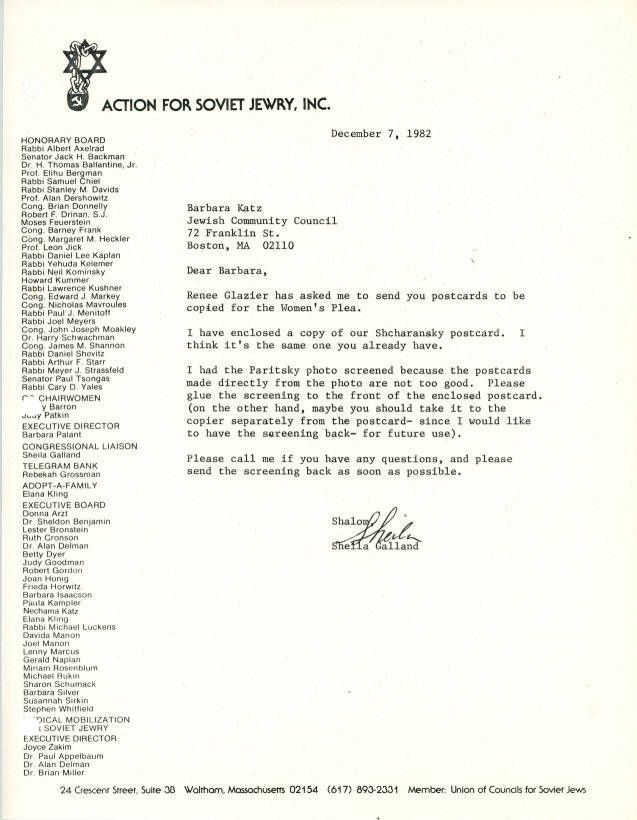 ACTION FOR SOVIET JEWRY, INC.
December 7, 1982
HONORARY BOARD
Rabbi Albert Axelrad
Senator Jack H. Backman
Dr. H. Thomas Ballantine, Jr.
Prof. Elihu Bergman
Rabbi Samuel Chiel
Rabbi Stanley M. Davids
Prof. Alan Dershowitz
Cong. Brian Donnelly
Robert F. Drinan, S.J.
Moses Feuerstein
Cong. Barney Frank
Cong. Margaret M. Heckler
Prof. Leon Jick
Rabbi Daniel Lee Kaplan
Rabbi Yehuda Kelemer
Rabbi Neil Kominsky
Howard Kummer
Rabbi Lawrence Kushner
Cong. Edward J. Markey
Cong. Nicholas Mavroules
Rabbi Paul J. Menitoff
Rabbi Joel Meyers
Cong. John Joseph Moakley
Dr. Harry Schwachman
Cong. James M. Shannon
Rabbi Daniel Shevitz
Rabbi Arthur F. Starr
Rabbi Meyer J. Strassfeld
Senator Paul Tsongas
Rabbi Cary D. Yales
CHAIRWOMEN
y Barron
Judy Patkin
EXECUTIVE DIRECTOR
Barbara Palant
CONGRESSIONAL LIAISON
Sheila Galland
TELEGRAM BANK
Rebekah Grossman
ADOPT-A-FAMILY
Elana Kling
EXECUTIVE BOARD
Donna Arzt
Dr. Sheldon Benjamin
Lester Bronstein
Ruth Cronson
Dr. Alan Delman
Betty Dyer
Judy Goodman
Robert Gordon
Joan Honig
Frieda Horwitz
Barbara Isaacson
Paula Kampler
Nechama Katz
Elana Kling
Rabbi Michael Luckens
Davida Manon
Joel Manon
Lenny Marcus
Gerald Naplan
Miriam Rosenblum
Michael Rukin
Sharon Schumack
Barbara Silver
Susannah Sirkin
Stephen Whitfield
DICAL MOBILIZATION
SOVIET JEWRY
EXECUTIVE DIRECTOR
Joyce Zakim
Dr. Paul Appelbaum
Dr. Alan Delman
Dr. Brian Miller
Barbara Katz
Jewish Community Council
72 Franklin St.
Boston, MA 02110
Dear Barbara,
Renee Glazier has asked me to send you postcards to be
copied for the Women's Plea.
I have enclosed a copy of our Shcharansky postcard. I
think it's the same one you already have.
I had the Paritsky photo screened because the postcards
made directly from the photo are not too good. Please
glue the screening to the front of the enclosed postcard.
(on the other hand, maybe you should take it to the
copier separately from the postcard- since I would like
to have the screening back- for future use).
Please call me if you have any questions, and please
send the screening back as soon as possible.
Shalom,
Sheila
Sheila Galland
24 Crescent Street, Suite 3B Waltham, Massachusetts 02154 (617) 893-2331 Member: Union of Councils for Soviet Jews